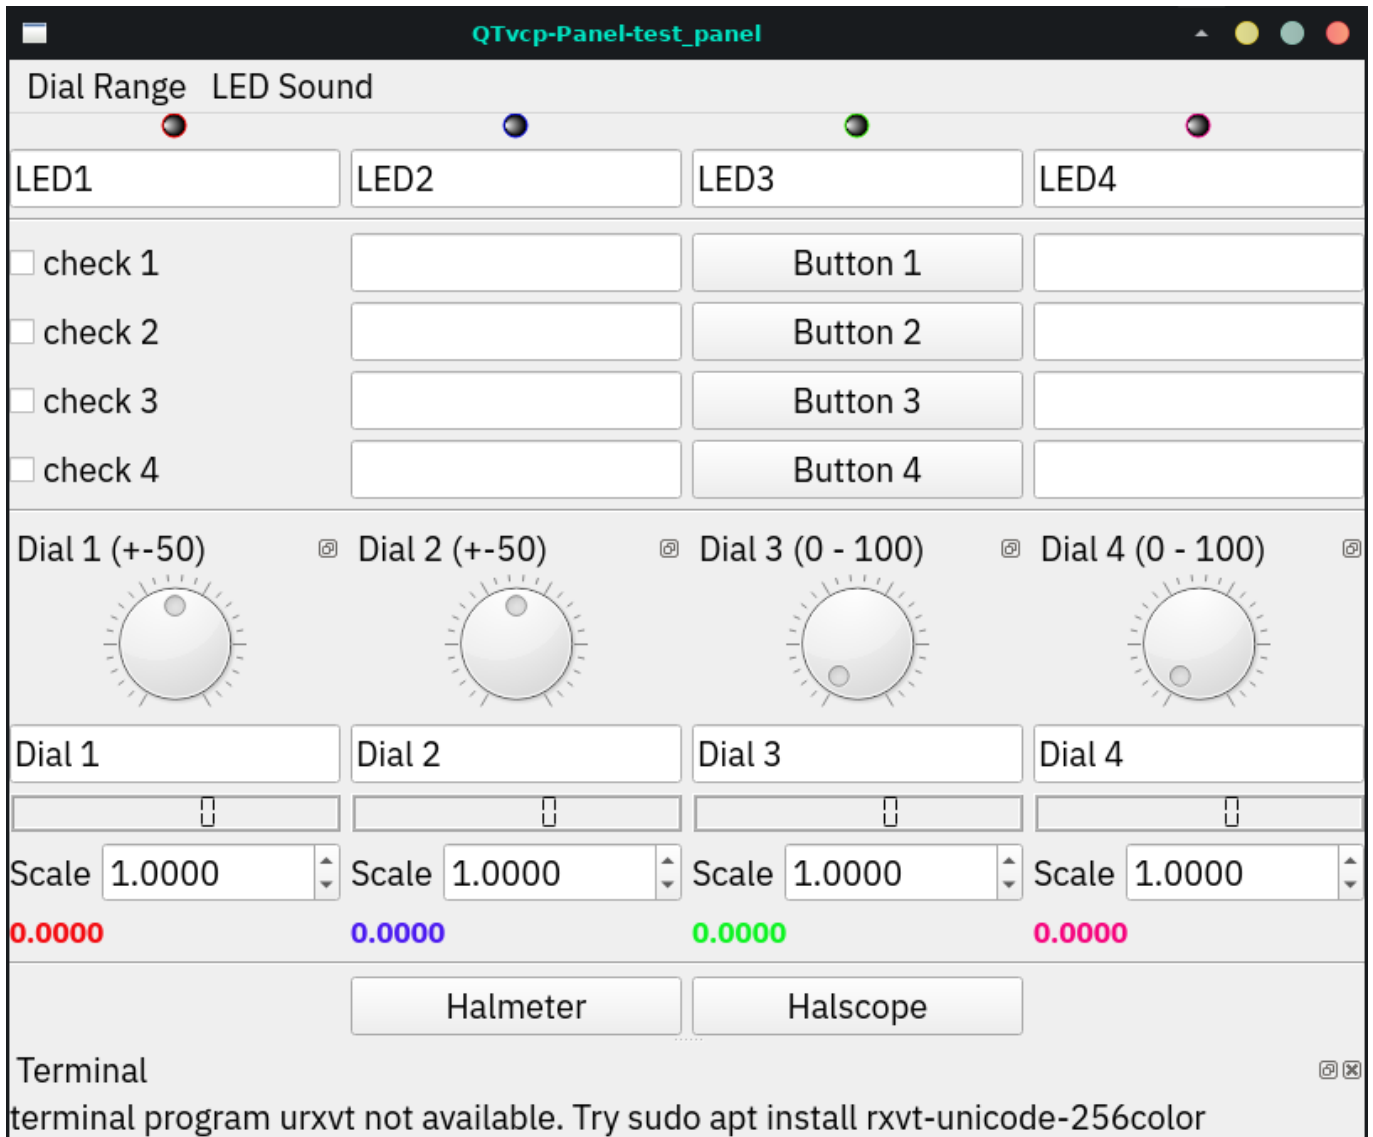 QTvcp-Panel-test_panel
Dial Range LED Sound
LED1 LED2 LED3 LED4
check 1 Button 1
check 2 Button 2
check 3 Button 3
check 4 Button 4
Dial 1 (+-50) Dial 2 (+-50) Dial 3 (0 - 100) Dial 4 (0 - 100)
Dial 1 Dial 2 Dial 3 Dial 4
0 0 0 0
Scale 1.0000 Scale 1.0000 Scale 1.0000 Scale 1.0000
0.0000 0.0000 0.0000 0.0000
Halmeter Halscope
Terminal
terminal program urxvt not available. Try sudo apt install rxvt-unicode-256color